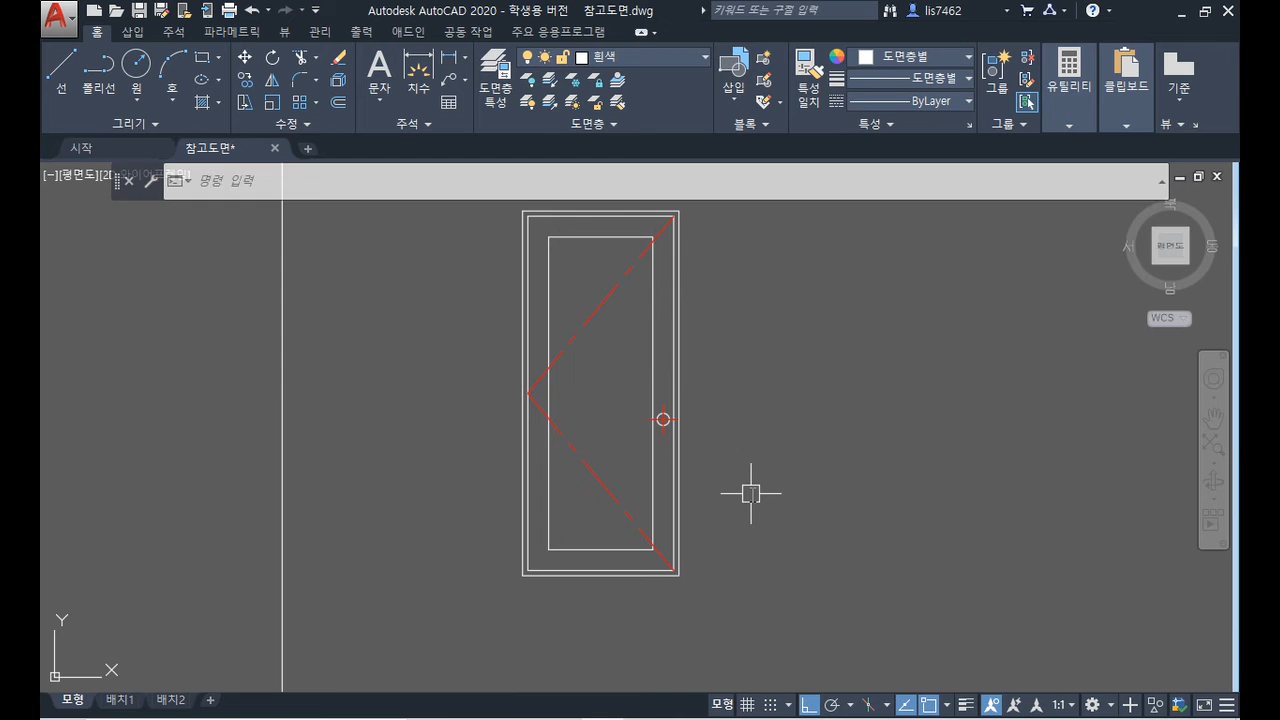 A Autodesk AutoCAD 2020 - 학생용 버전 참고도면.dwg 키워드 또는 구절 입력 lis7462
홈 삽입 주석 파라메트릭 뷰 관리 출력 애드인 공동 작업 주요 응용프로그램
선 폴리선 원 호 A 문자 치수 도면층 특성 흰색 삽입 특성 일치 도면층별 도면층별 ByLayer 그룹 유틸리티 클립보드 기준
그리기 수정 주석 도면층 블록 특성 그룹 뷰
시작 참고도면*
[−][평면도][2D 와이어프레임]
명령 입력
북
서 평면도 동
남
WCS
Y
X
모형 배치1 배치2 모형 1:1